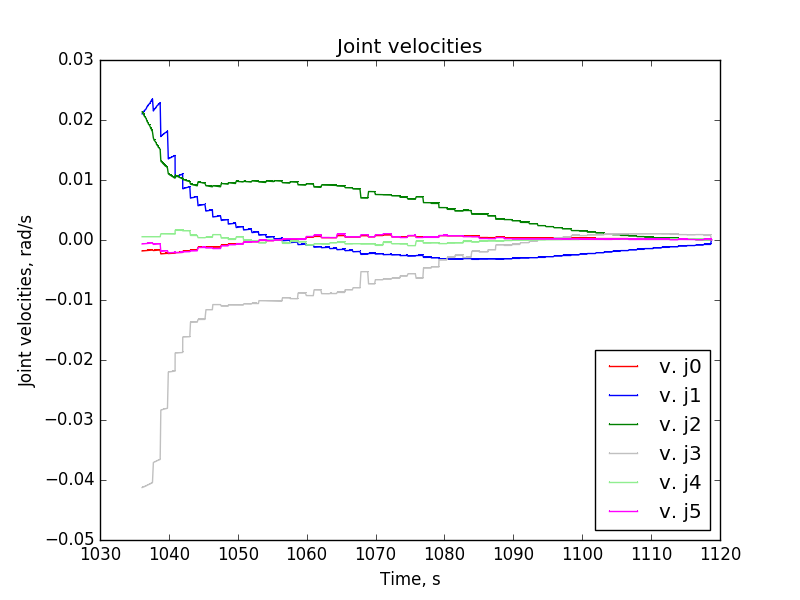 Joint velocities
0.03
0.02
0.01
0.00
−0.01
−0.02
−0.03
−0.04
−0.05
Joint velocities, rad/s
1030 1040 1050 1060 1070 1080 1090 1100 1110 1120
Time, s
v. j0
v. j1
v. j2
v. j3
v. j4
v. j5